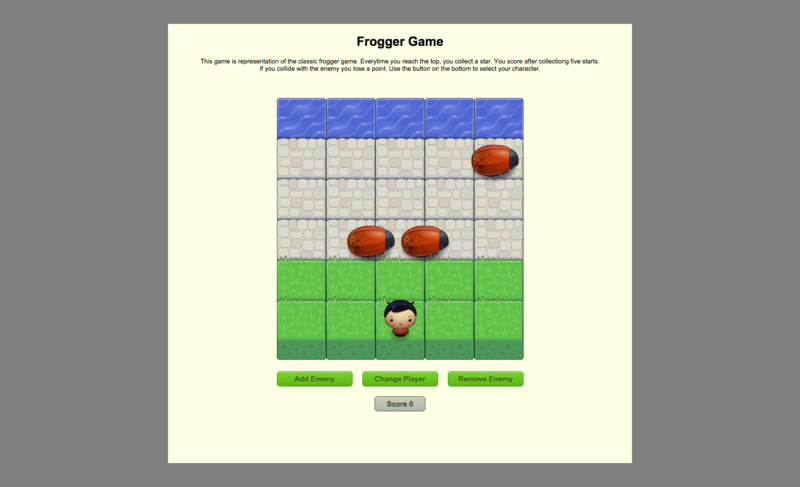 Frogger Game
This game is representation of the classic frogger game. Everytime you reach the top, you collect a star. You score after collectiong five starts.
If you collide with the enemy you lose a point. Use the button on the bottom to select your character.
Add Enemy
Change Player
Remove Enemy
Score 0